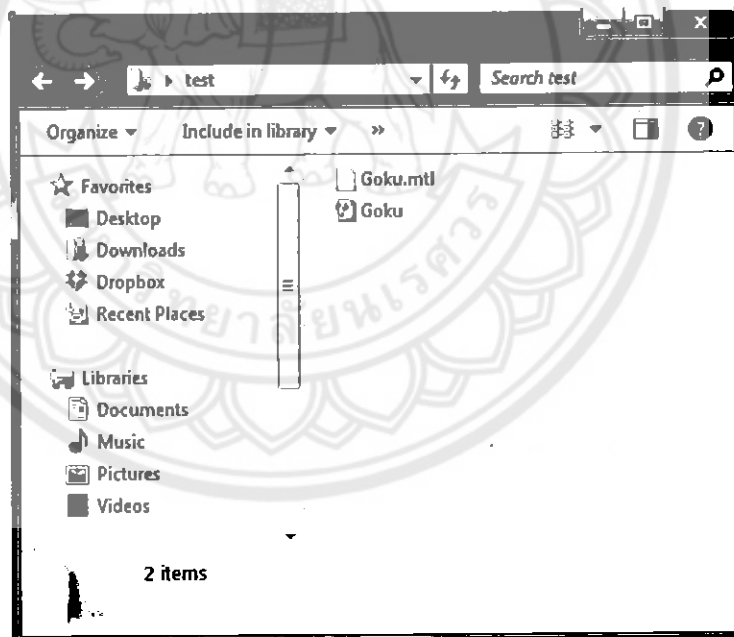 test
Search test
Organize
Include in library
»
Goku.mtl
Goku
Favorites
Desktop
Downloads
Dropbox
Recent Places
Libraries
Documents
Music
Pictures
Videos
2 items